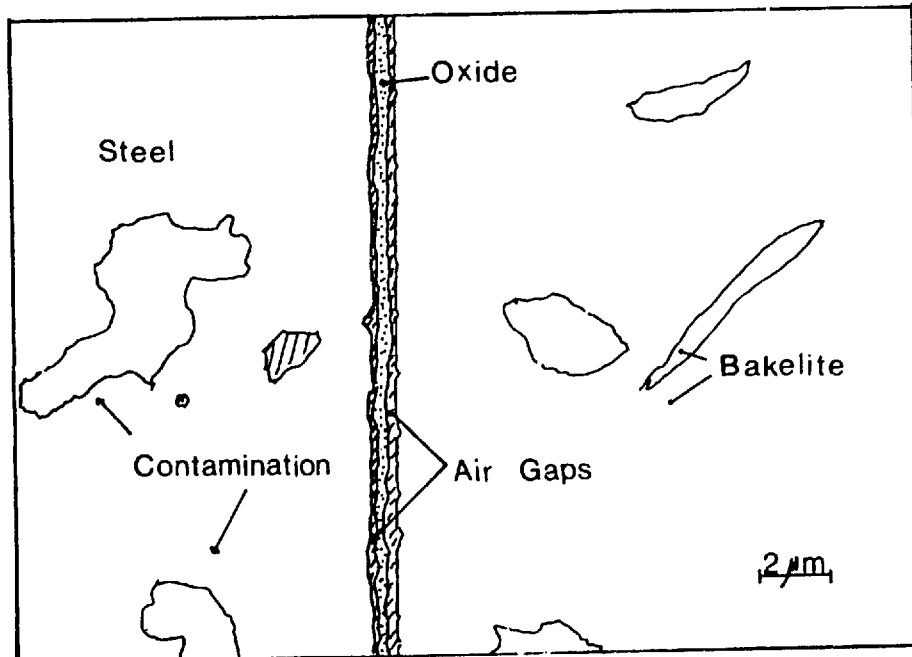 Oxide
Steel
Bakelite
Contamination
Air Gaps
2 μm